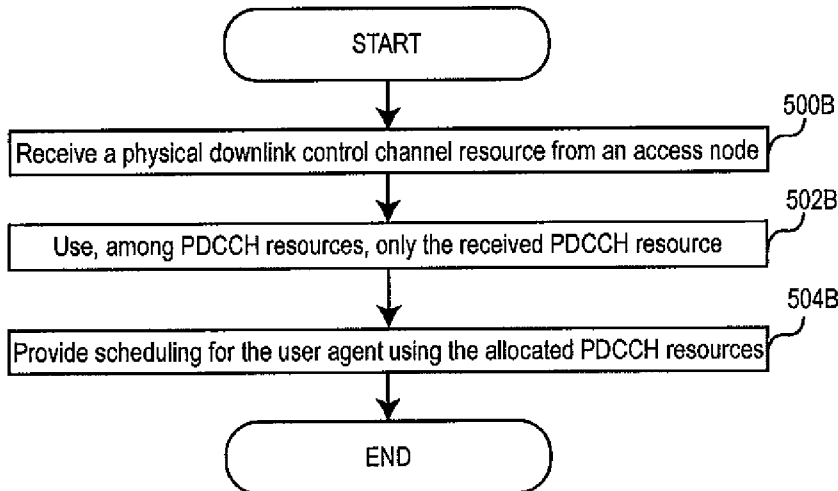 START
500B
Receive a physical downlink control channel resource from an access node
502B
Use, among PDCCH resources, only the received PDCCH resource
504B
Provide scheduling for the user agent using the allocated PDCCH resources
END